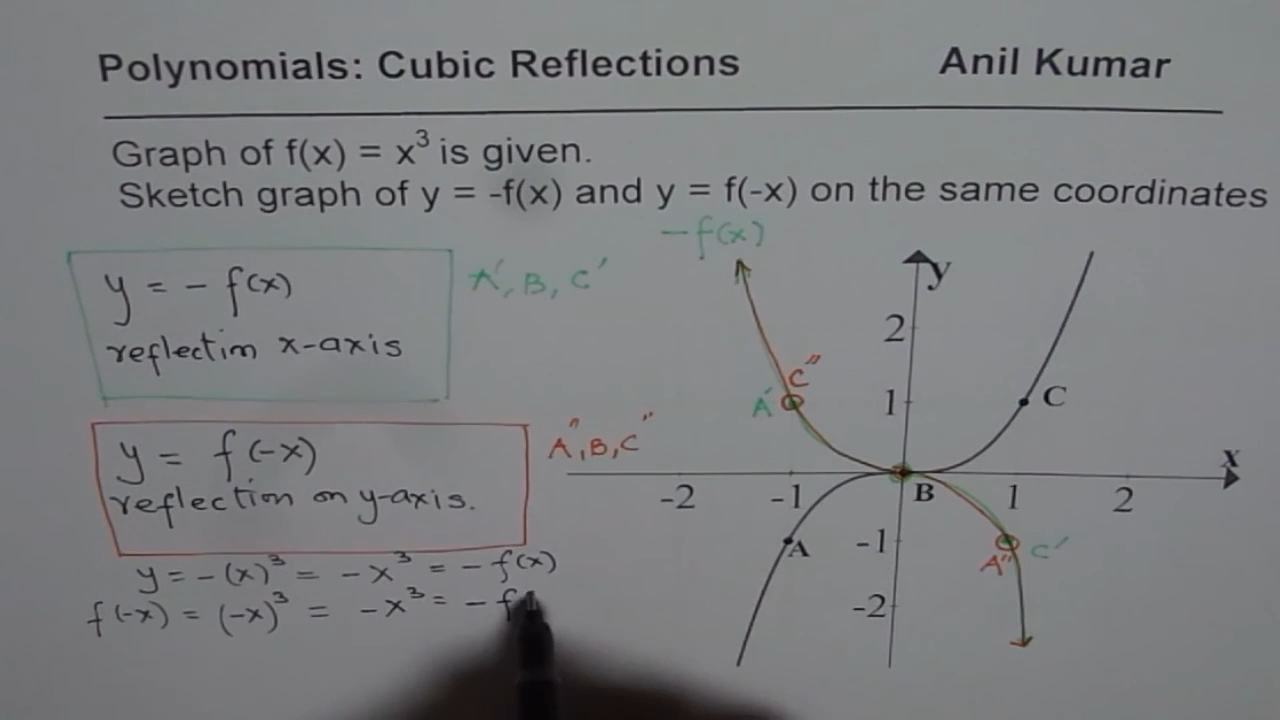 Polynomials: Cubic Reflections Anil Kumar
Graph of f(x) = x³ is given.
Sketch graph of y = -f(x) and y = f(-x) on the same coordinates
-f(x)
y = - f(x)
reflectim x-axis
A', B, C'
y = f(-x)
reflection on y-axis.
A", B, C"
y = -(x)³ = -x³ = - f(x)
f(-x) = (-x)³ = -x³ = - f
y
2
C"
A' 1 C
x
-2 -1 B 1 2
A -1 A" C'
-2